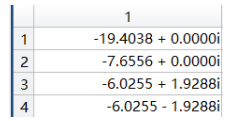 1
1 -19.4038 + 0.0000i
2 -7.6556 + 0.0000i
3 -6.0255 + 1.9288i
4 -6.0255 - 1.9288i